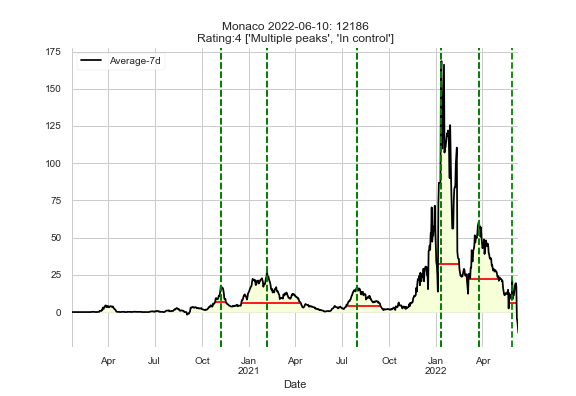 Monaco 2022-06-10: 12186
Rating:4 ['Multiple peaks', 'In control']
175
Average-7d
150
125
100
75
50
25
0
Apr
Jul
Oct
Jan
2021
Apr
Jul
Oct
Jan
2022
Apr
Date